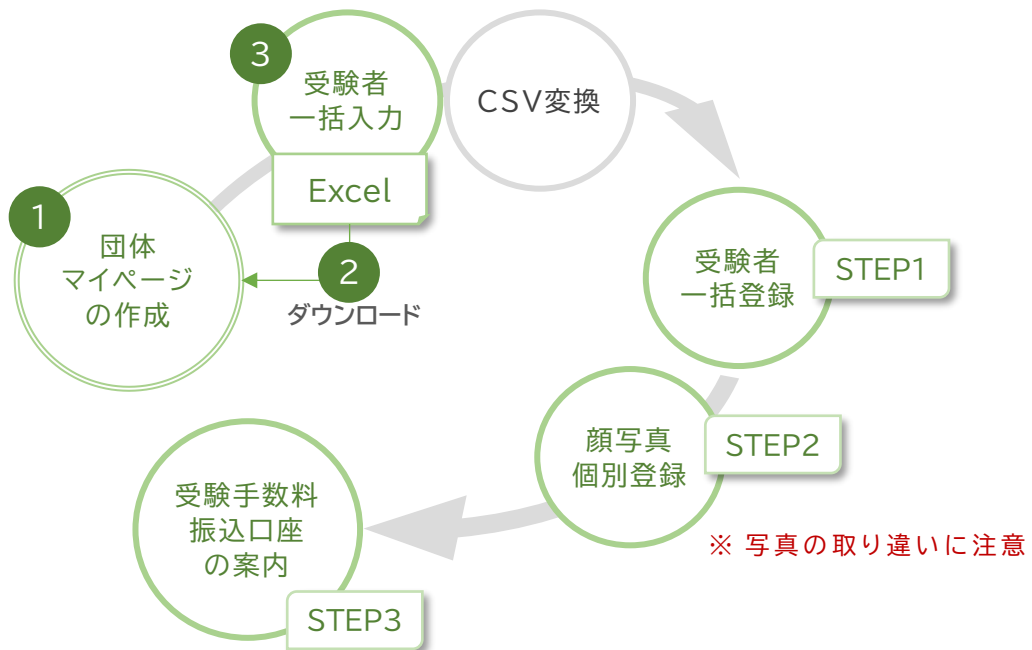 1
団体
マイページ
の作成
2
ダウンロード
3
受験者
一括入力
Excel
CSV変換
受験者
一括登録
STEP1
顔写真
個別登録
STEP2
※ 写真の取り違いに注意
受験手数料
振込口座
の案内
STEP3